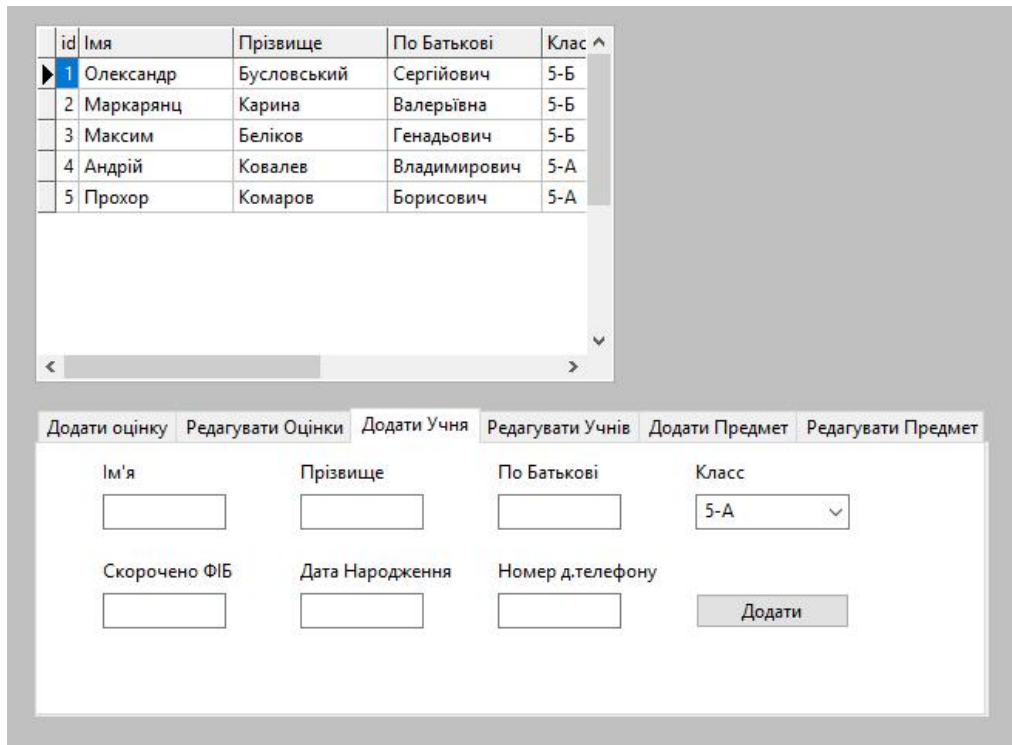 id Імя Прізвище По Батькові Клас
1 Олександр Бусловський Сергійович 5-Б
2 Маркарянц Карина Валерьївна 5-Б
3 Максим Беліков Генадьович 5-Б
4 Андрій Ковалев Владимирович 5-А
5 Прохор Комаров Борисович 5-А
Додати оцінку Редагувати Оцінки Додати Учня Редагувати Учнів Додати Предмет Редагувати Предмет
Ім'я Прізвище По Батькові Класс
5-А
Скорочено ФІБ Дата Народження Номер д.телефону
Додати